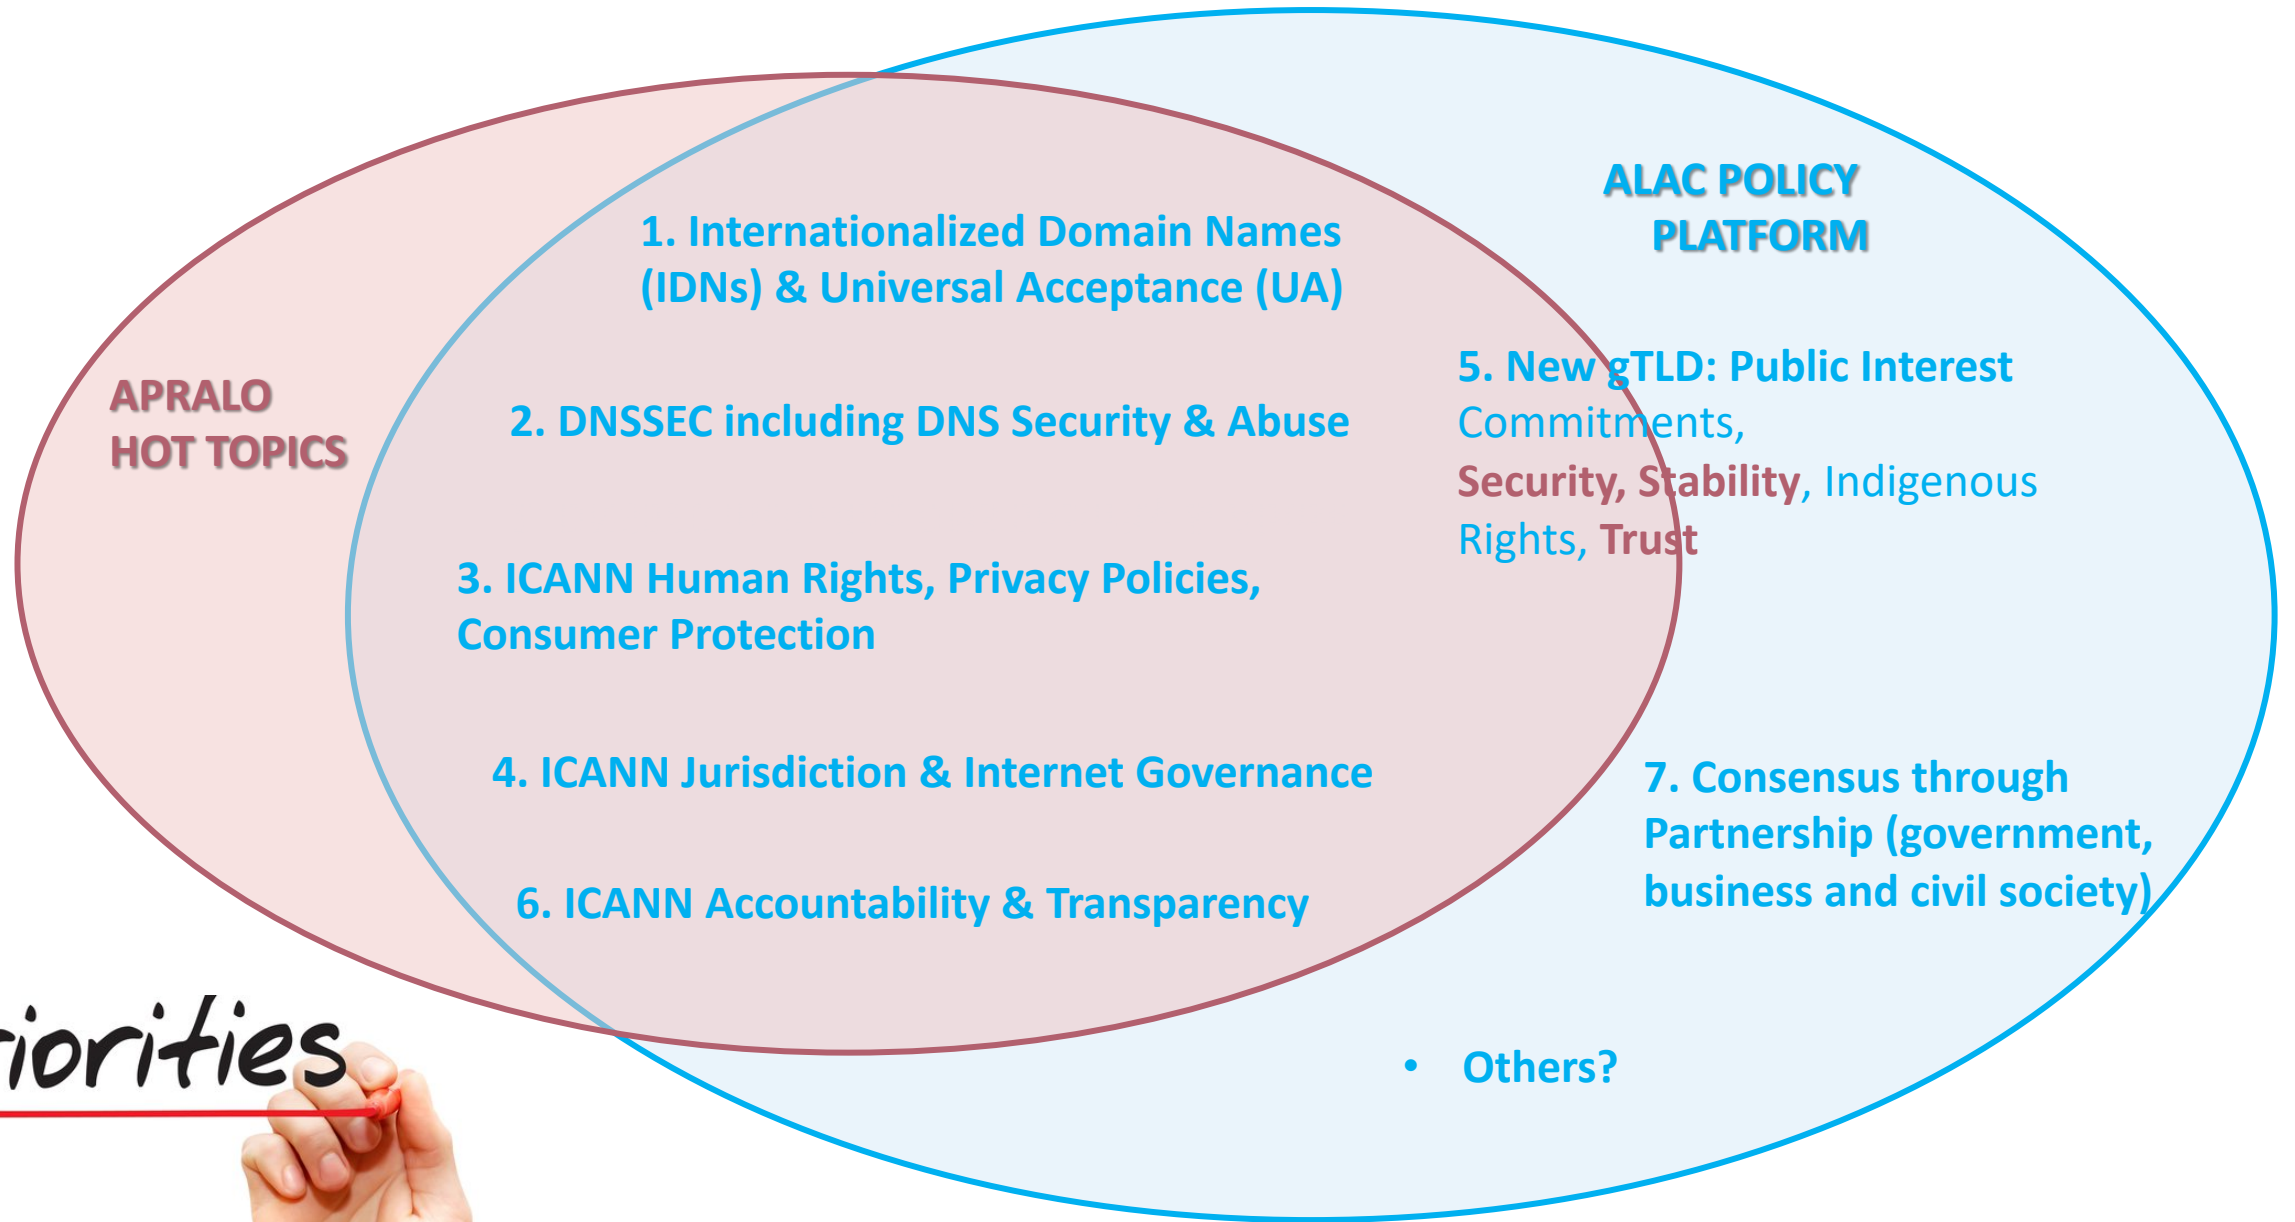 ALAC POLICY
PLATFORM
1. Internationalized Domain Names
(IDNs) & Universal Acceptance (UA)
APRALO
HOT TOPICS
2. DNSSEC including DNS Security & Abuse
5. New gTLD: Public Interest
Commitments,
Security, Stability, Indigenous
Rights, Trust
3. ICANN Human Rights, Privacy Policies,
Consumer Protection
4. ICANN Jurisdiction & Internet Governance
7. Consensus through
Partnership (government,
business and civil society)
6. ICANN Accountability & Transparency
• Others?
riorities